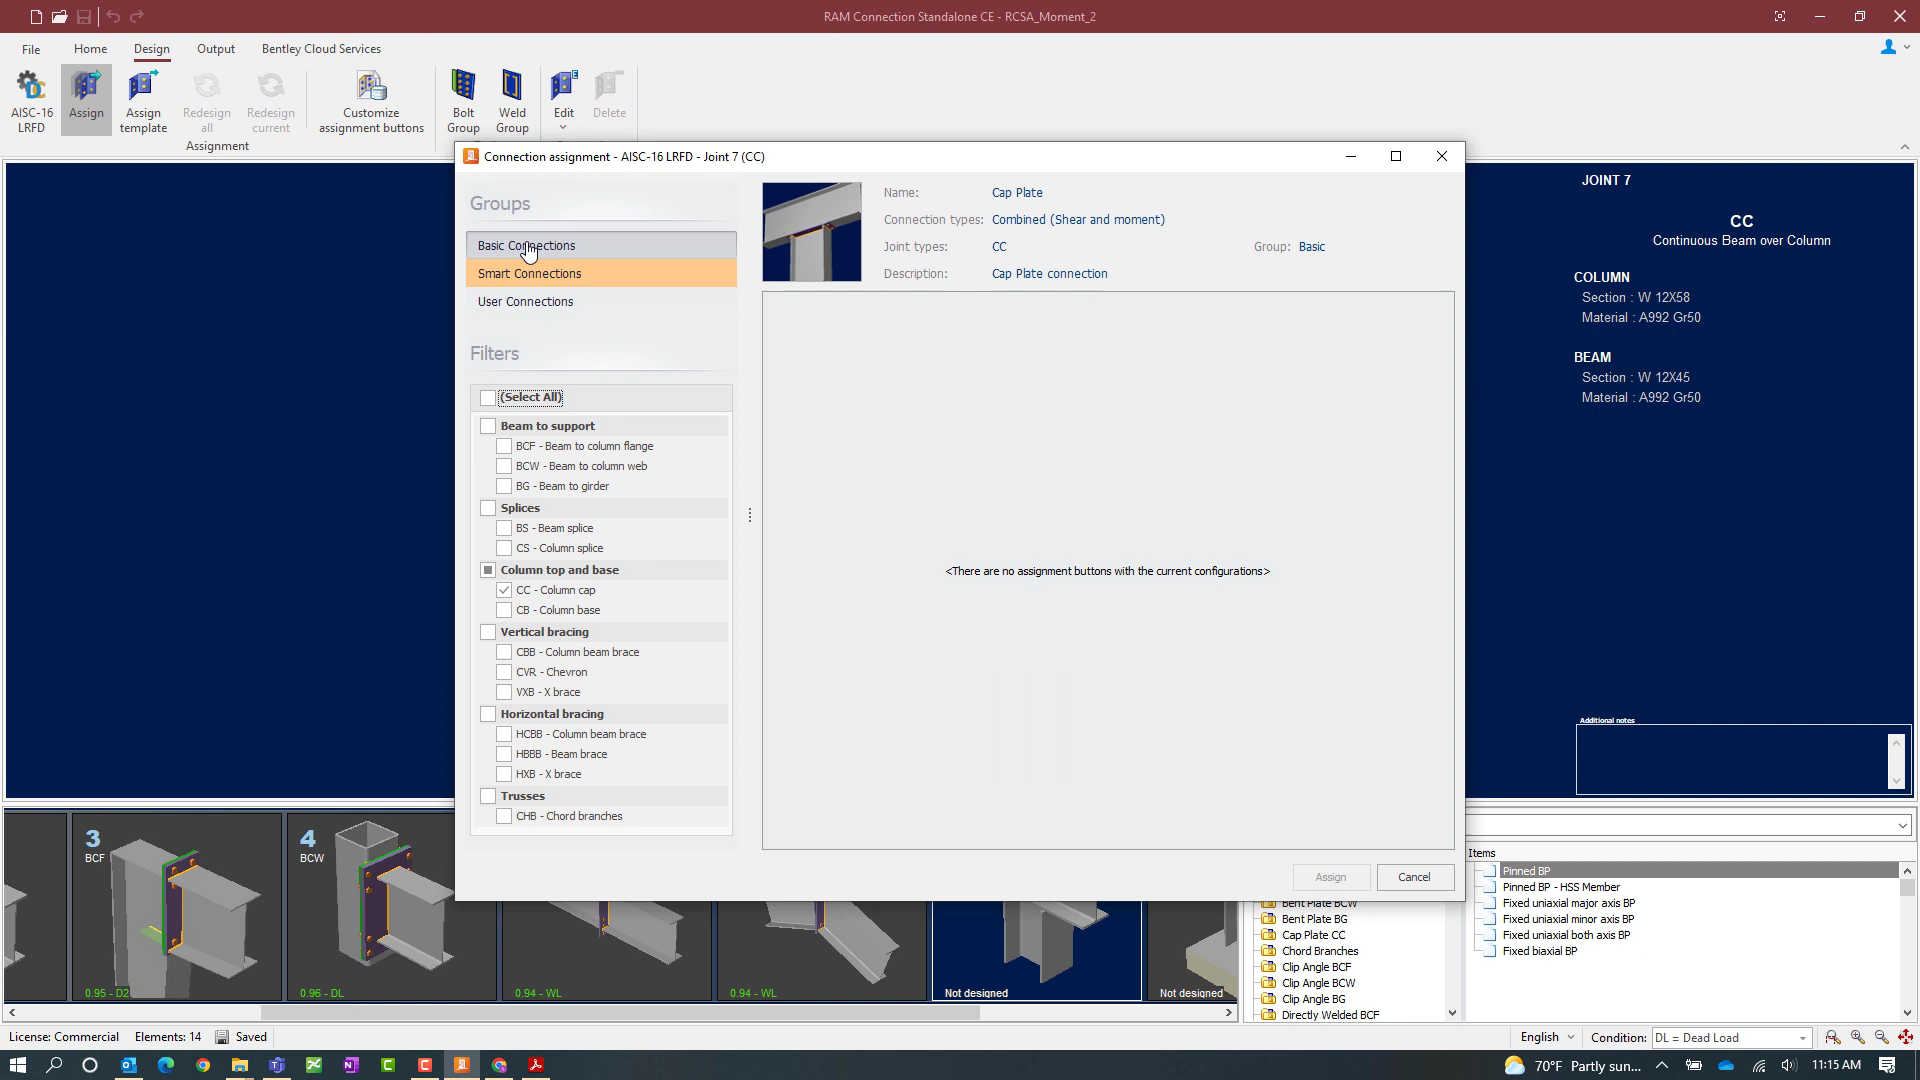 RAM Connection Standalone CE - RCSA_Moment_2
File Home Design Output Bentley Cloud Services
AISC-16 LRFD
Assign
Assign template
Redesign all
Redesign current
Customize assignment buttons
Bolt Group
Weld Group
Edit
Delete
Assignment
Connection assignment - AISC-16 LRFD - Joint 7 (CC)
Groups
Basic Connections
Smart Connections
User Connections
Filters
(Select All)
Beam to support
BCF - Beam to column flange
BCW - Beam to column web
BG - Beam to girder
Splices
BS - Beam splice
CS - Column splice
Column top and base
CC - Column cap
CB - Column base
Vertical bracing
CBB - Column beam brace
CVR - Chevron
VXB - X brace
Horizontal bracing
HCBB - Column beam brace
HBBB - Beam brace
HXB - X brace
Trusses
CHB - Chord branches
Name: Cap Plate
Connection types: Combined (Shear and moment)
Joint types: CC Group: Basic
Description: Cap Plate connection
<There are no assignment buttons with the current configurations>
Assign Cancel
JOINT 7
CC
Continuous Beam over Column
COLUMN
Section : W 12X58
Material : A992 Gr50
BEAM
Section : W 12X45
Material : A992 Gr50
Additional notes
3
BCF
0.95 - D2
4
BCW
0.96 - DL
0.94 - WL
0.94 - WL
Not designed
Not designed
Bent Plate BCW
Bent Plate BG
Cap Plate CC
Chord Branches
Clip Angle BCF
Clip Angle BCW
Clip Angle BG
Directly Welded BCF
Items
Pinned BP
Pinned BP - HSS Member
Fixed uniaxial major axis BP
Fixed uniaxial minor axis BP
Fixed uniaxial both axis BP
Fixed biaxial BP
License: Commercial Elements: 14 Saved
English Condition: DL = Dead Load
70°F Partly sun... 11:15 AM